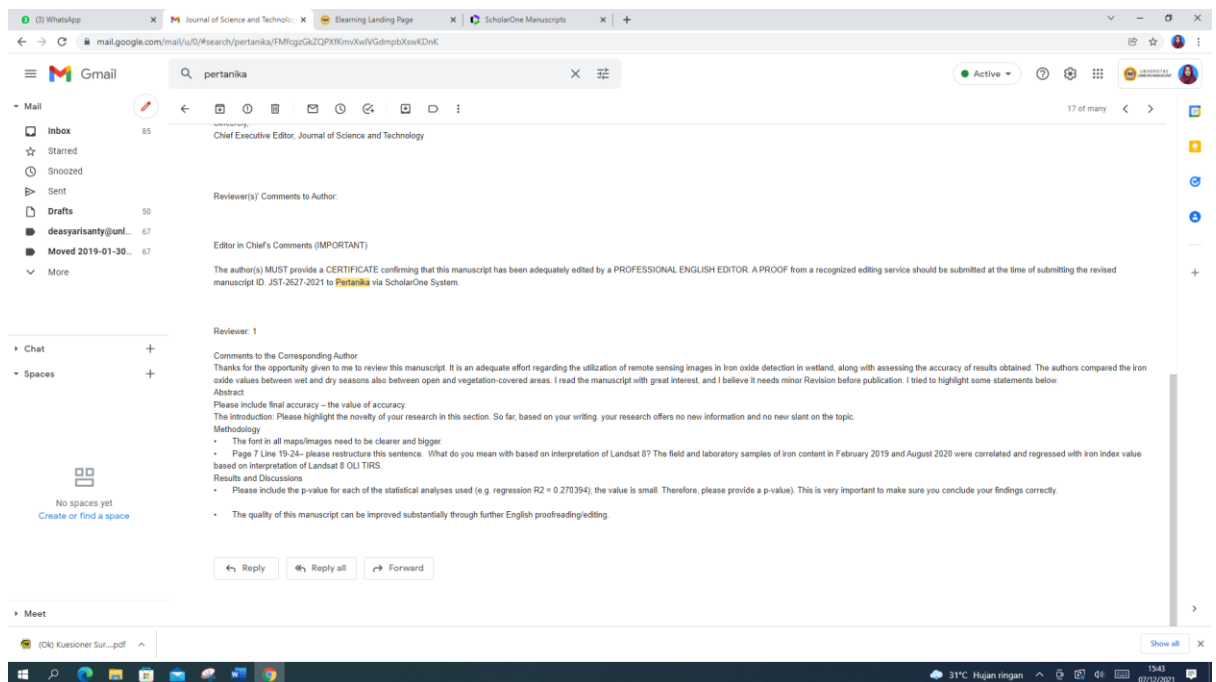 (3) WhatsApp
Journal of Science and Technolog
Elearning Landing Page
ScholarOne Manuscripts
mail.google.com/mail/u/0/#search/pertanika/FMfcgzGkZQPXfKmvXwlVGdmpbXswKDnK
Gmail
pertanika
Active
UNIVERSITAS
Mail
17 of many
Inbox 85
Starred
Snoozed
Sent
Drafts 50
deasyarisanty@unl... 67
Moved 2019-01-30... 67
More
Sincerely,
Chief Executive Editor, Journal of Science and Technology
Reviewer(s)' Comments to Author:
Editor in Chief's Comments (IMPORTANT)
The author(s) MUST provide a CERTIFICATE confirming that this manuscript has been adequately edited by a PROFESSIONAL ENGLISH EDITOR. A PROOF from a recognized editing service should be submitted at the time of submitting the revised
manuscript ID. JST-2627-2021 to Pertanika via ScholarOne System.
Reviewer: 1
Comments to the Corresponding Author
Thanks for the opportunity given to me to review this manuscript. It is an adequate effort regarding the utilization of remote sensing images in Iron oxide detection in wetland, along with assessing the accuracy of results obtained. The authors compared the iron
oxide values between wet and dry seasons also between open and vegetation-covered areas. I read the manuscript with great interest, and I believe it needs minor Revision before publication. I tried to highlight some statements below.
Abstract
Please include final accuracy – the value of accuracy.
The introduction: Please highlight the novelty of your research in this section. So far, based on your writing, your research offers no new information and no new slant on the topic.
Methodology
• The font in all maps/images need to be clearer and bigger.
• Page 7 Line 19-24– please restructure this sentence. What do you mean with based on interpretation of Landsat 8? The field and laboratory samples of iron content in February 2019 and August 2020 were correlated and regressed with iron index value
based on interpretation of Landsat 8 OLI TIRS.
Results and Discussions
• Please include the p-value for each of the statistical analyses used (e.g. regression R2 = 0.270394); the value is small. Therefore, please provide a p-value). This is very important to make sure you conclude your findings correctly.
• The quality of this manuscript can be improved substantially through further English proofreading/editing.
Chat
Spaces
No spaces yet
Create or find a space
Meet
Reply
Reply all
Forward
(Ok) Kuesioner Sur....pdf
Show all
31°C Hujan ringan
15:43
07/12/2021